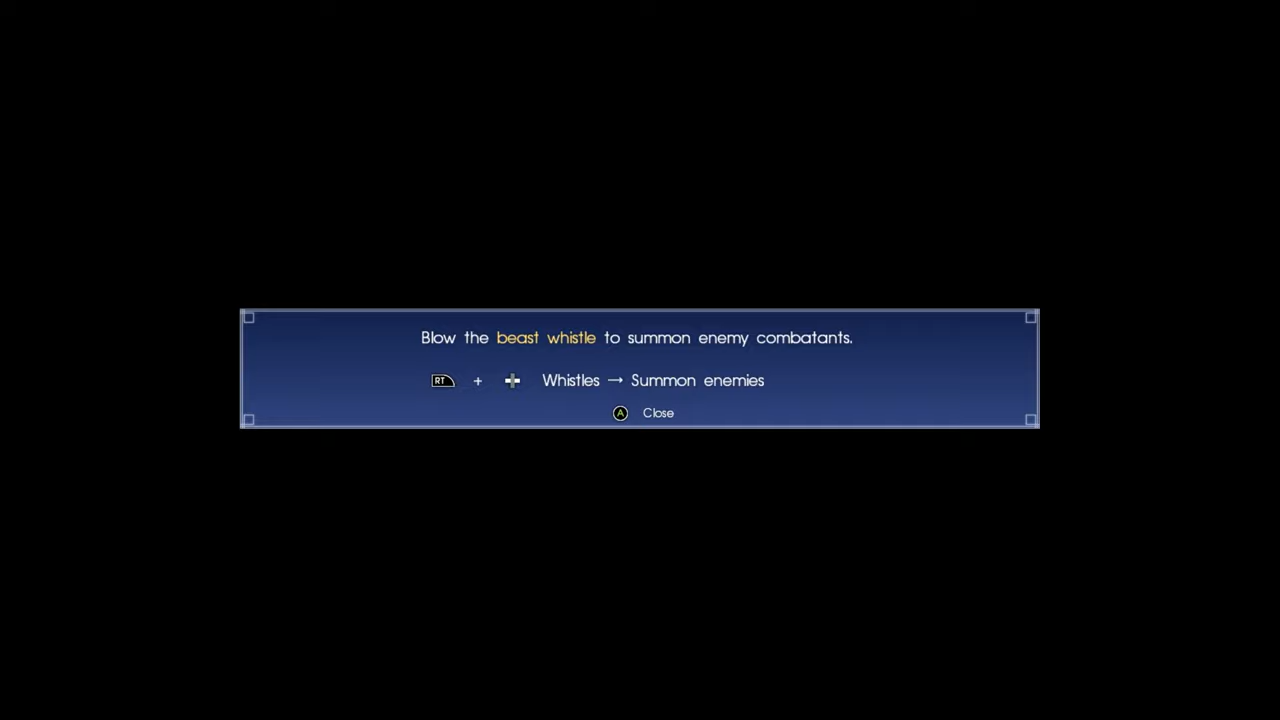 Blow the beast whistle to summon enemy combatants.
RT + Whistles → Summon enemies
A Close